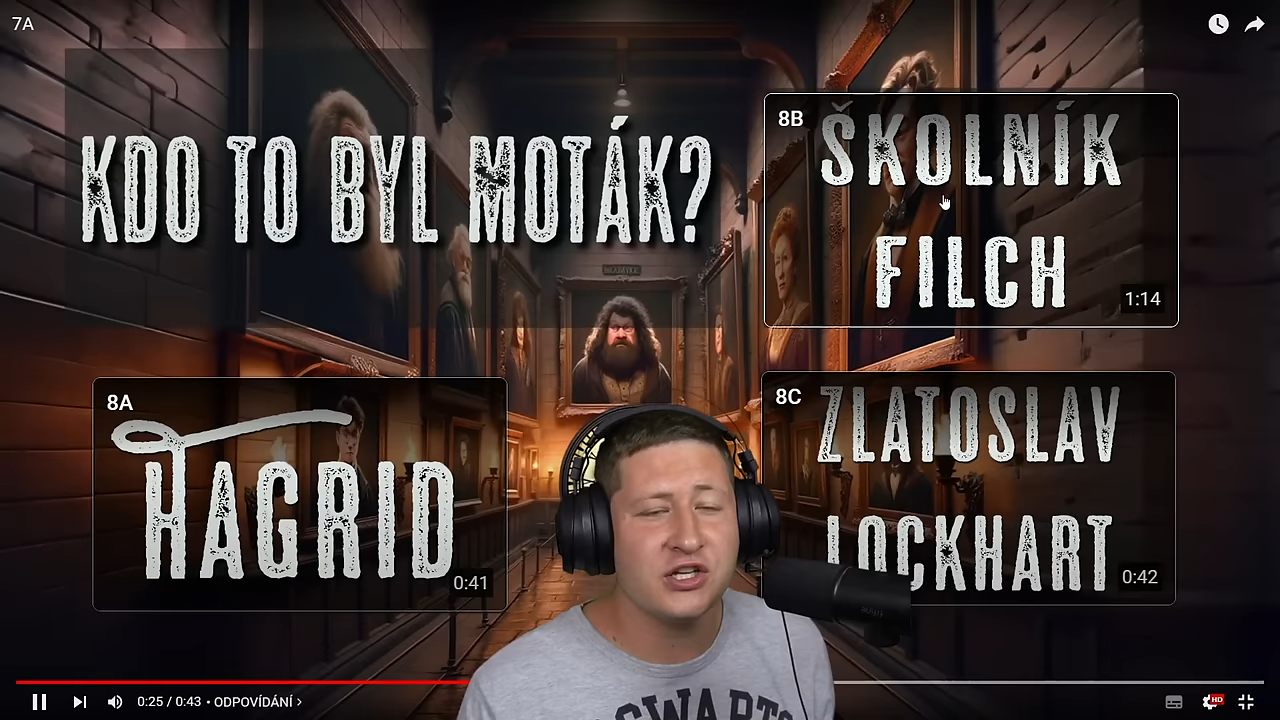 7A
KDO TO BYL MOTÁK?
8B
ŠKOLNÍK
FILCH
1:14
8A
HAGRID
0:41
8C
ZLATOSLAV
LOCKHART
0:42
0:25 / 0:43 • ODPOVÍDÁNÍ ›
HD